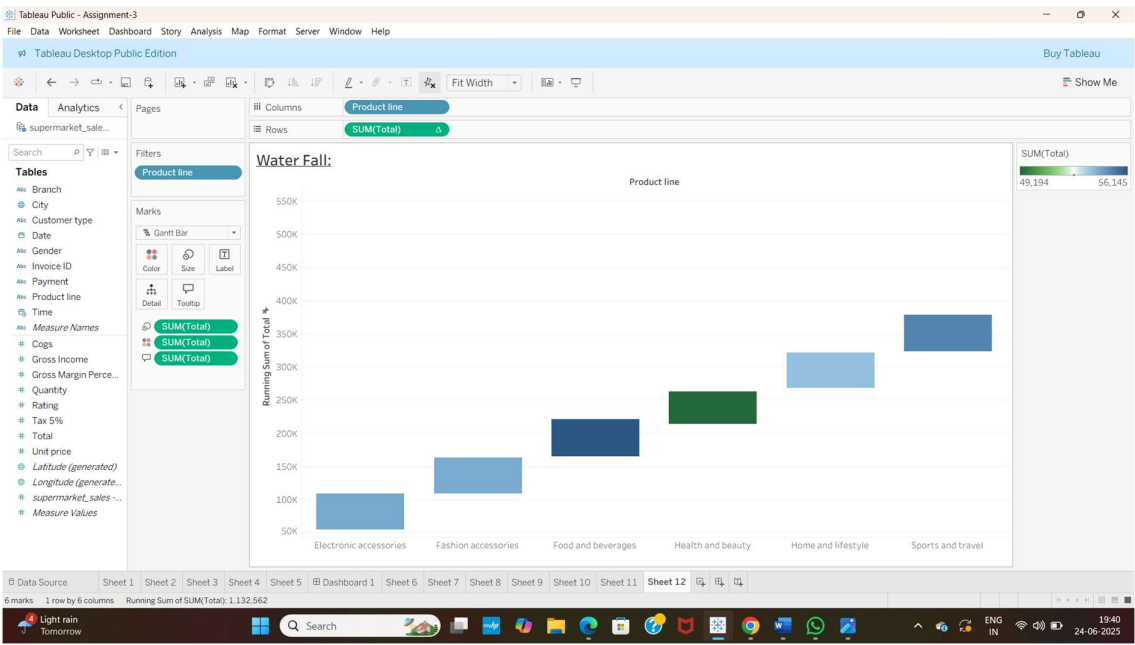 Tableau Public - Assignment-3
File Data Worksheet Dashboard Story Analysis Map Format Server Window Help
Tableau Desktop Public Edition
Buy Tableau
Fit Width
Show Me
Data Analytics
supermarket_sale...
Search
Tables
Abc Branch
City
Abc Customer type
Date
Abc Gender
Abc Invoice ID
Abc Payment
Abc Product line
Time
Abc Measure Names
# Cogs
# Gross Income
# Gross Margin Perce...
# Quantity
# Rating
# Tax 5%
# Total
# Unit price
Latitude (generated)
Longitude (generate...
# supermarket_sales -...
# Measure Values
Pages
Filters
Product line
Marks
Gantt Bar
Color Size Label
Detail Tooltip
SUM(Total)
SUM(Total)
SUM(Total)
Columns Product line
Rows SUM(Total) Δ
Water Fall:
Product line
Running Sum of Total
550K
500K
450K
400K
350K
300K
250K
200K
150K
100K
50K
Electronic accessories Fashion accessories Food and beverages Health and beauty Home and lifestyle Sports and travel
SUM(Total)
49,194 56,145
Data Source Sheet 1 Sheet 2 Sheet 3 Sheet 4 Sheet 5 Dashboard 1 Sheet 6 Sheet 7 Sheet 8 Sheet 9 Sheet 10 Sheet 11 Sheet 12
6 marks 1 row by 6 columns Running Sum of SUM(Total): 1,132,562
4
Light rain
Tomorrow
Search
mhp
ENG
IN
19:40
24-06-2025